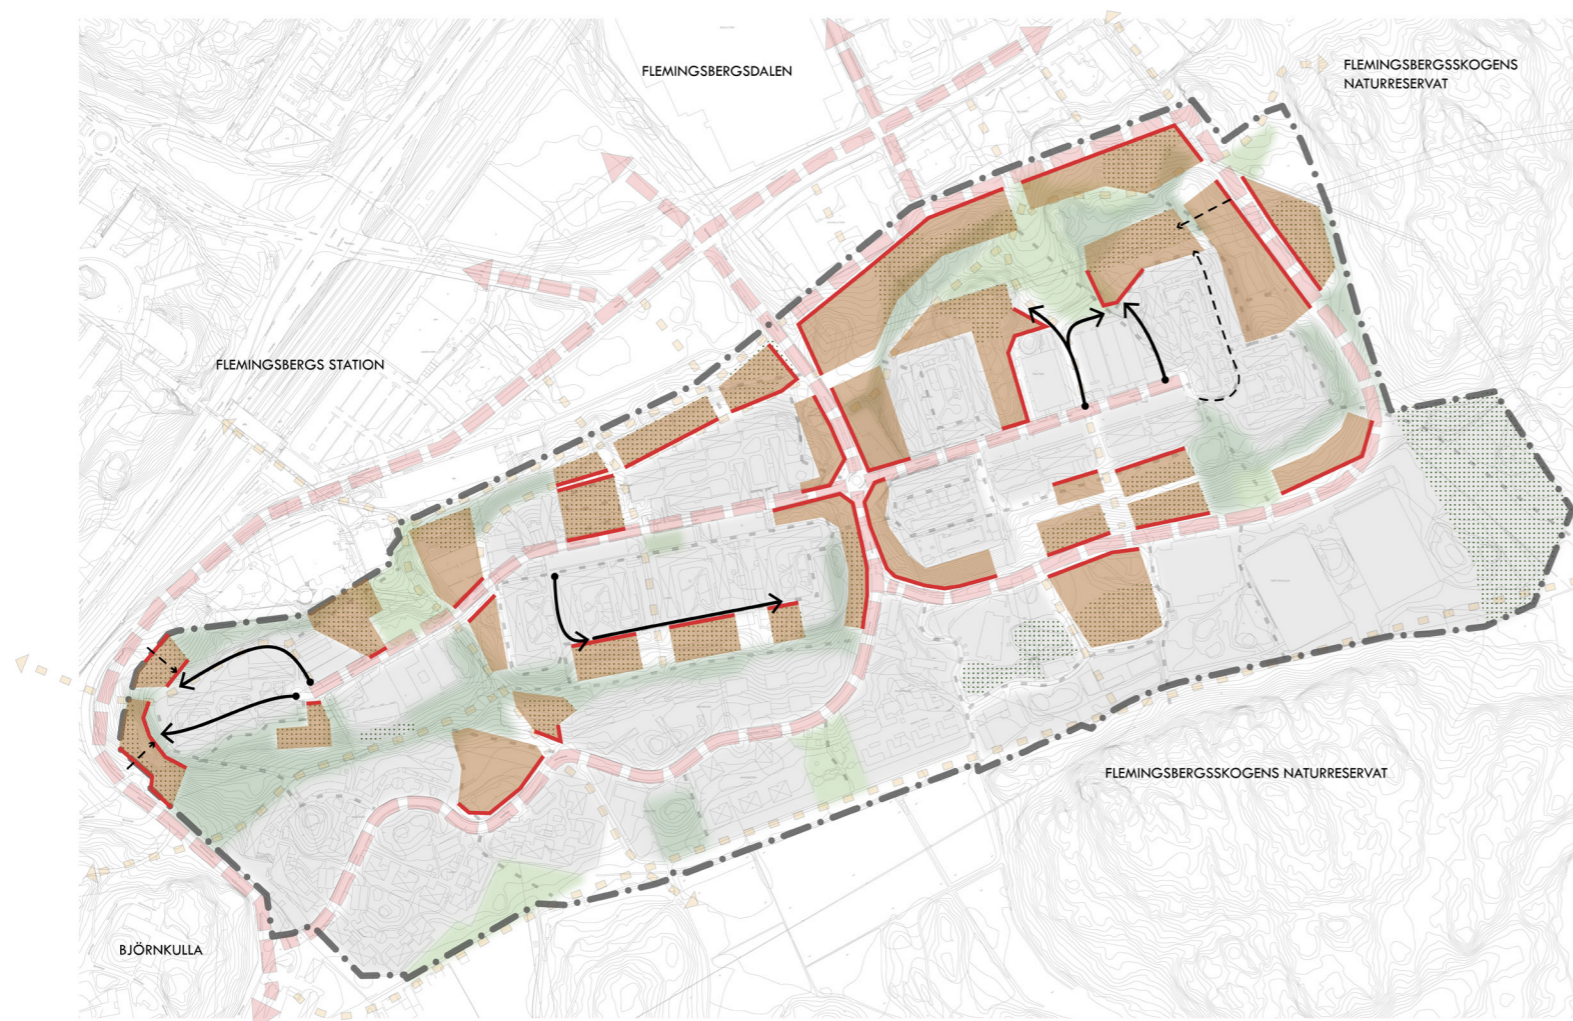 FLEMINGSBERGSDALEN
FLEMINGSBERGSSKOGENS
NATURRESERVAT
FLEMINGSBERGS STATION
FLEMINGSBERGSSKOGENS NATURRESERVAT
BJÖRNKULLA